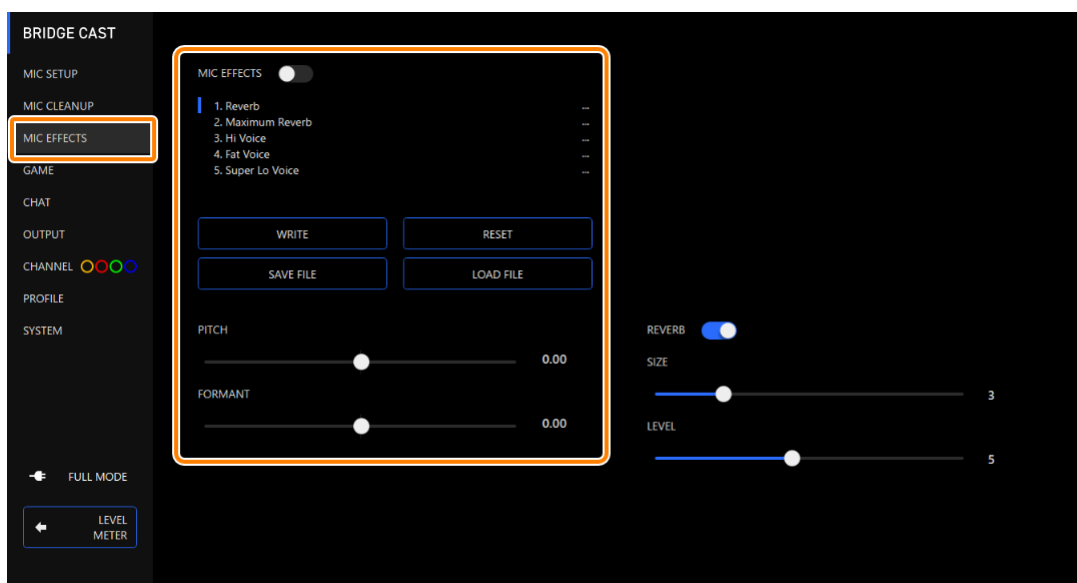 BRIDGE CAST
MIC SETUP
MIC CLEANUP
MIC EFFECTS
GAME
CHAT
OUTPUT
CHANNEL
PROFILE
SYSTEM
FULL MODE
LEVEL
METER
MIC EFFECTS
1. Reverb ...
2. Maximum Reverb ...
3. Hi Voice ...
4. Fat Voice ...
5. Super Lo Voice ...
WRITE RESET
SAVE FILE LOAD FILE
PITCH
0.00
FORMANT
0.00
REVERB
SIZE
3
LEVEL
5